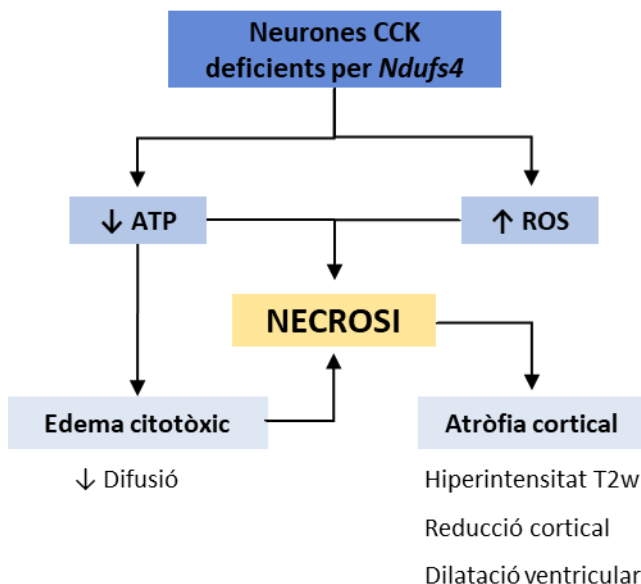 Neurones CCK
deficients per Ndufs4
↓ ATP
↑ ROS
NECROSI
Edema citotòxic
Atròfia cortical
↓ Difusió
Hiperintensitat T2w
Reducció cortical
Dilatació ventricular